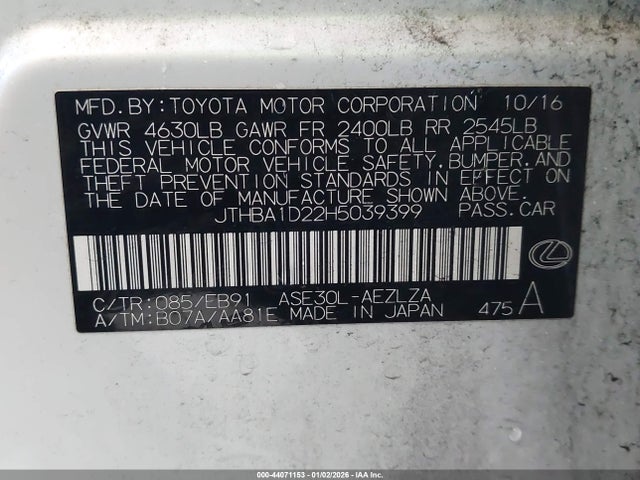 MFD.BY:TOYOTA MOTOR CORPORATION 10/16
GVWR 4630LB GAWR FR 2400LB RR 2545LB
THIS VEHICLE CONFORMS TO ALL APPLICABLE
FEDERAL MOTOR VEHICLE SAFETY,BUMPER,AND
THEFT PREVENTION STANDARDS IN EFFECT ON
THE DATE OF MANUFACTURE SHOWN ABOVE.
JTHBA1D22H5039399 PASS.CAR
C/TR:085/EB91 ASE30L-AEZLZA
A/TM:B07A/AA81E MADE IN JAPAN 475 A
000-44071153 - 01/02/2026 - IAA Inc.